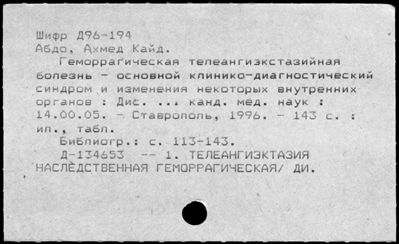 Шифр Д96-194
Абдо, Ахмед Кайд.
Геморрагическая телеангиэкстазийная
болезнь - основной клинико-диагностический
синдром и изменения некоторых внутренних
органов : Дис. ... канд. мед. наук :
14.00.05. - Ставрополь, 1996. - 143 с. :
ил., табл.
Библиогр.: с. 113-143.
Д-134653 -- 1. ТЕЛЕАНГИЭКТАЗИЯ
НАСЛЕДСТВЕННАЯ ГЕМОРРАГИЧЕСКАЯ/ ДИ.